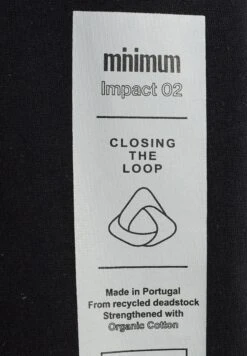 minimum
Impact 02
CLOSING
THE
LOOP
Made in Portugal
From recycled deadstock
Strengthened with
Organic Cotton